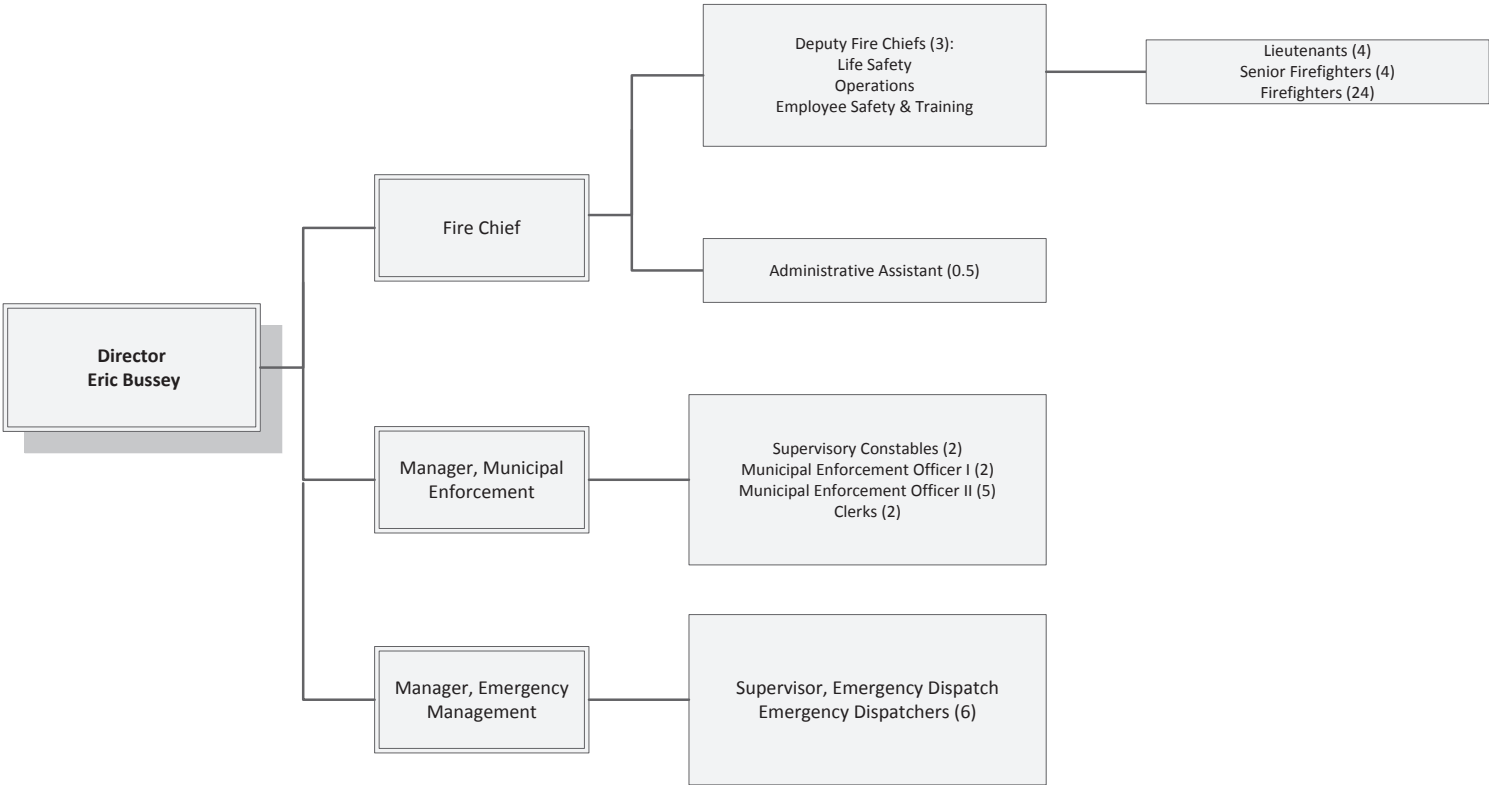 Deputy Fire Chiefs (3):
Life Safety
Operations
Employee Safety & Training
Lieutenants (4)
Senior Firefighters (4)
Firefighters (24)
Fire Chief
Administrative Assistant (0.5)
Director
Eric Bussey
Manager, Municipal
Enforcement
Supervisory Constables (2)
Municipal Enforcement Officer I (2)
Municipal Enforcement Officer II (5)
Clerks (2)
Manager, Emergency
Management
Supervisor, Emergency Dispatch
Emergency Dispatchers (6)